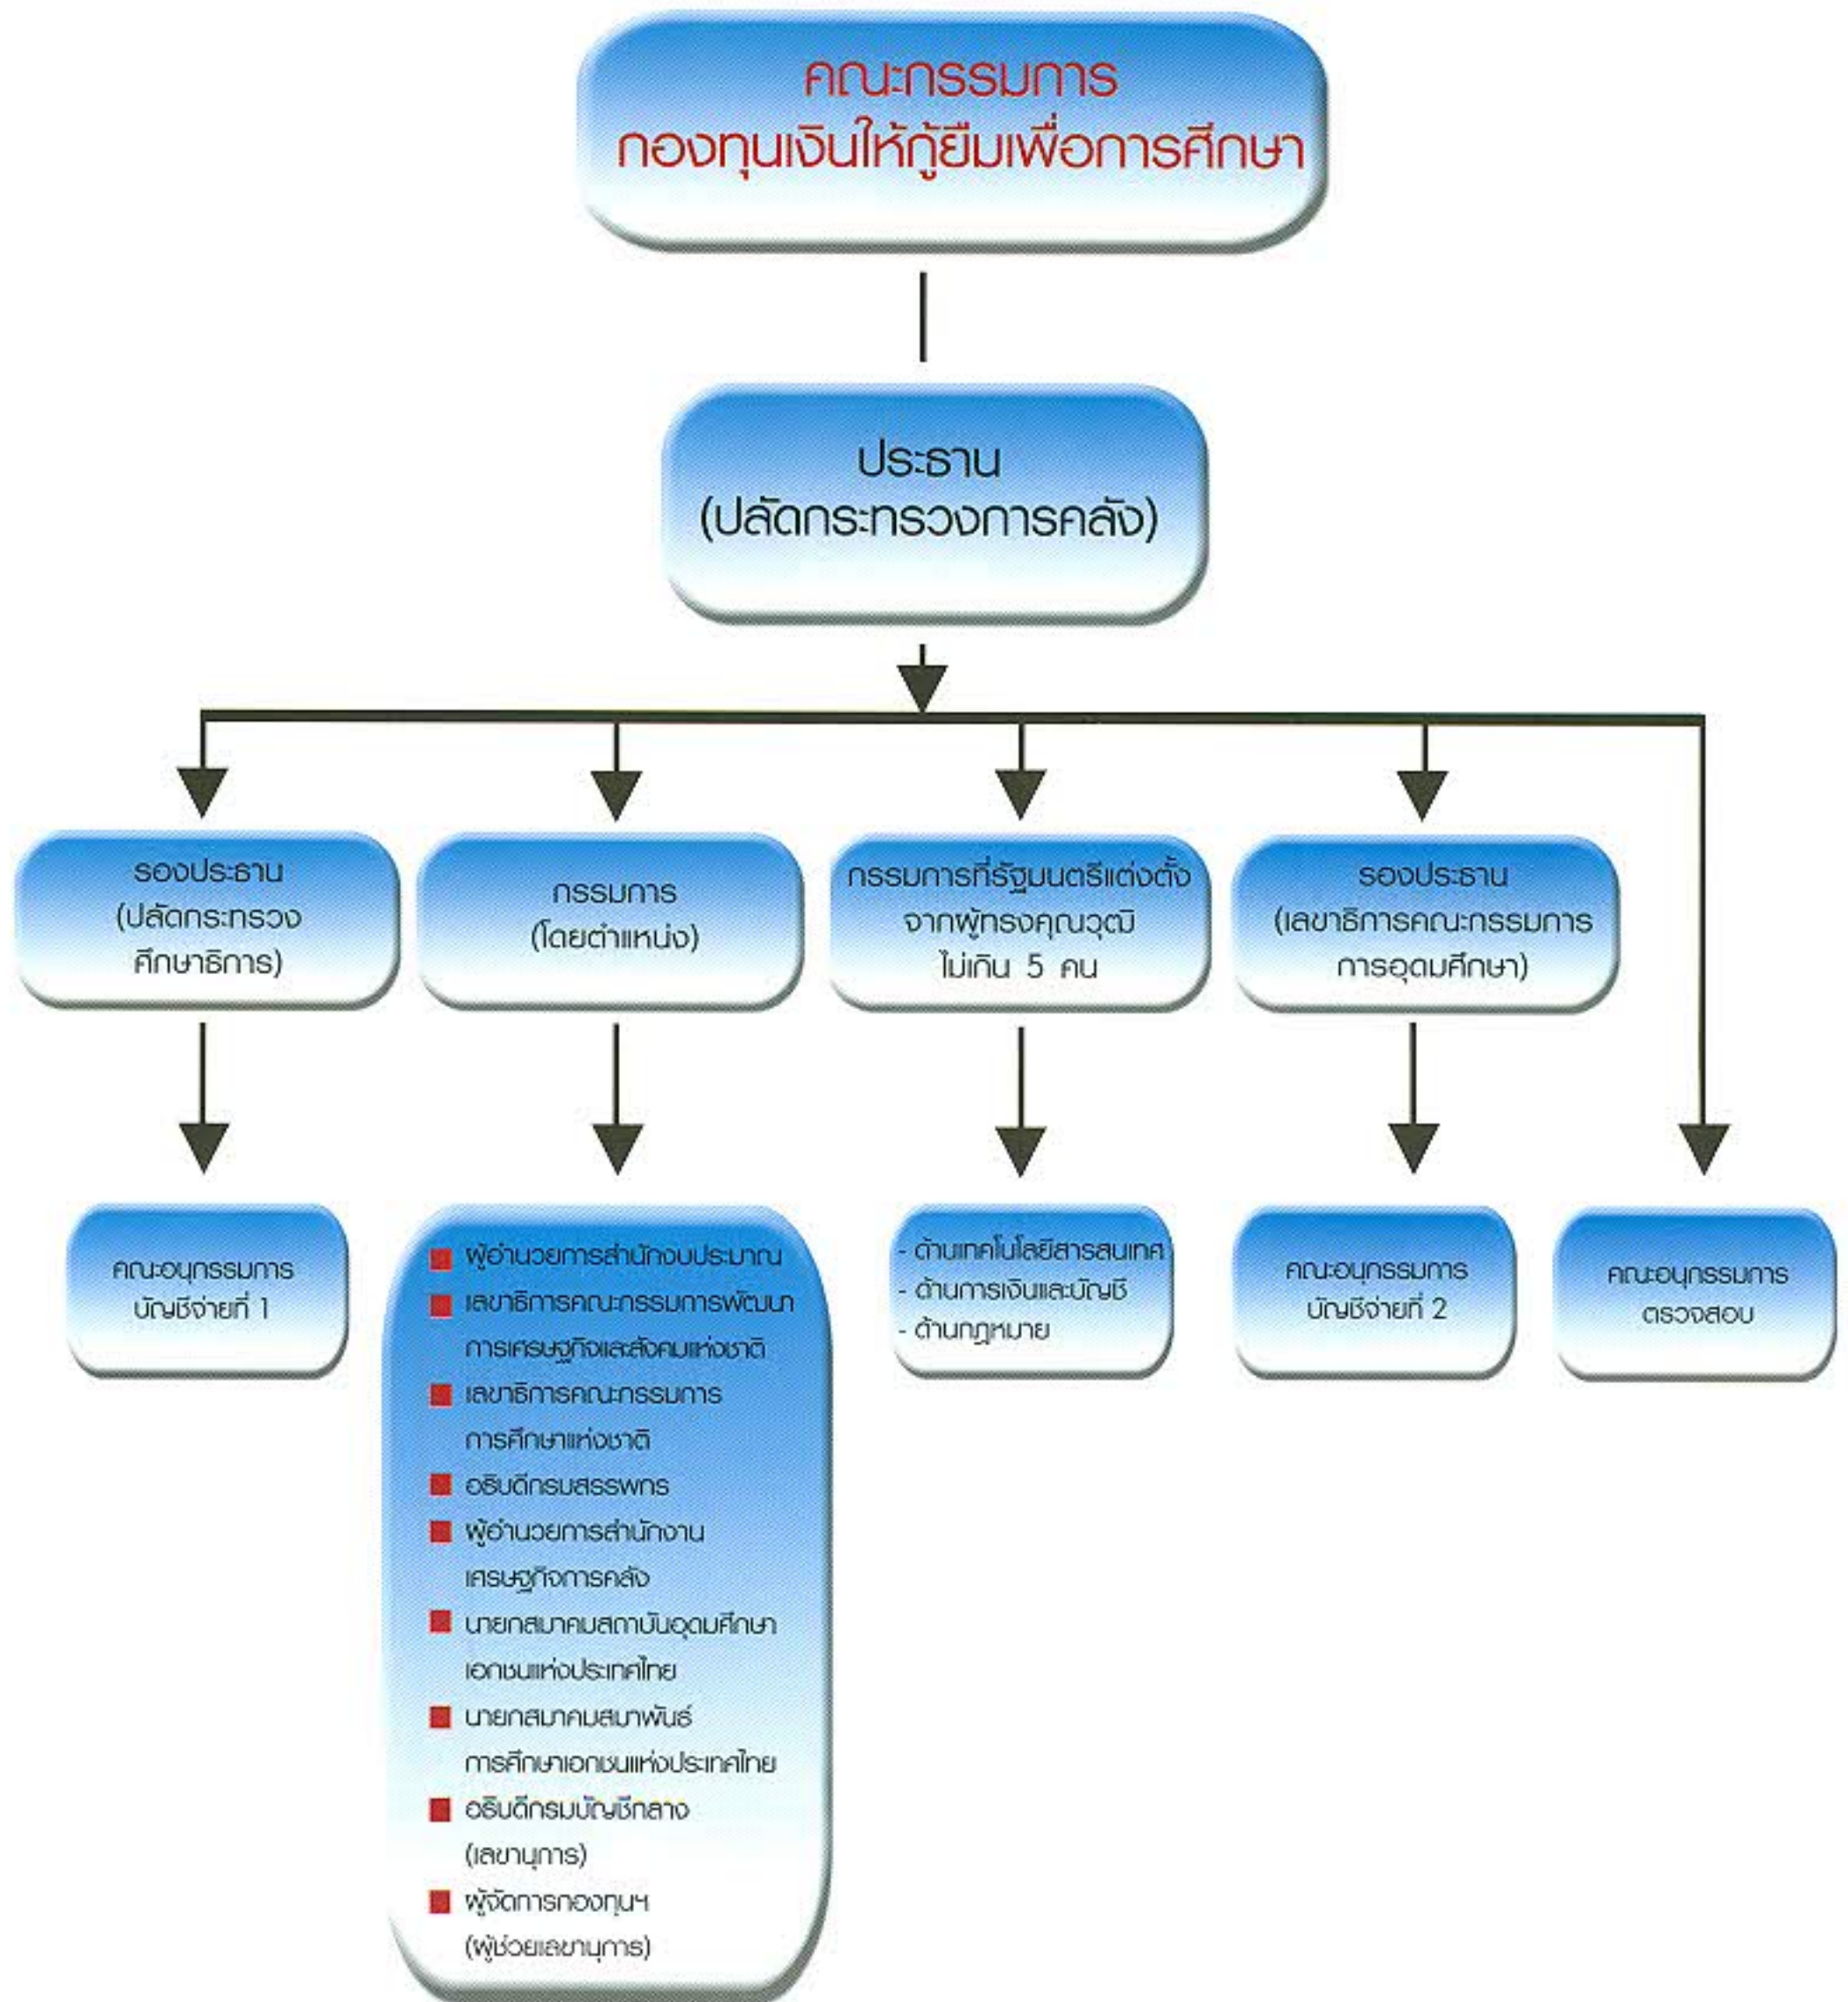 คณะกรรมการ
กองทุนเงินให้กู้ยืมเพื่อการศึกษา
ประธาน
(ปลัดกระทรวงการคลัง)
รองประธาน
(ปลัดกระทรวง
ศึกษาธิการ)
กรรมการ
(โดยตำแหน่ง)
กรรมการที่รัฐมนตรีแต่งตั้ง
จากผู้ทรงคุณวุฒิ
ไม่เกิน 5 คน
รองประธาน
(เลขาธิการคณะกรรมการ
การอุดมศึกษา)
คณะอนุกรรมการ
บัญชีจ่ายที่ 1
ผู้อำนวยการสำนักงบประมาณ
เลขาธิการคณะกรรมการพัฒนา
การเศรษฐกิจและสังคมแห่งชาติ
เลขาธิการคณะกรรมการ
การศึกษาแห่งชาติ
อธิบดีกรมสรรพกร
ผู้อำนวยการสำนักงาน
เศรษฐกิจการคลัง
นายกสมาคมสถาบันอุดมศึกษา
เอกชนแห่งประเทศไทย
นายกสมาคมสมาพันธ์
การศึกษาเอกชนแห่งประเทศไทย
อธิบดีกรมบัญชีกลาง
(เลขานุการ)
ผู้จัดการกองทุนฯ
(ผู้ช่วยเลขานุการ)
- ด้านเทคโนโลยีสารสนเทศ
- ด้านการเงินและบัญชี
- ด้านกฎหมาย
คณะอนุกรรมการ
บัญชีจ่ายที่ 2
คณะอนุกรรมการ
ตรวจสอบ